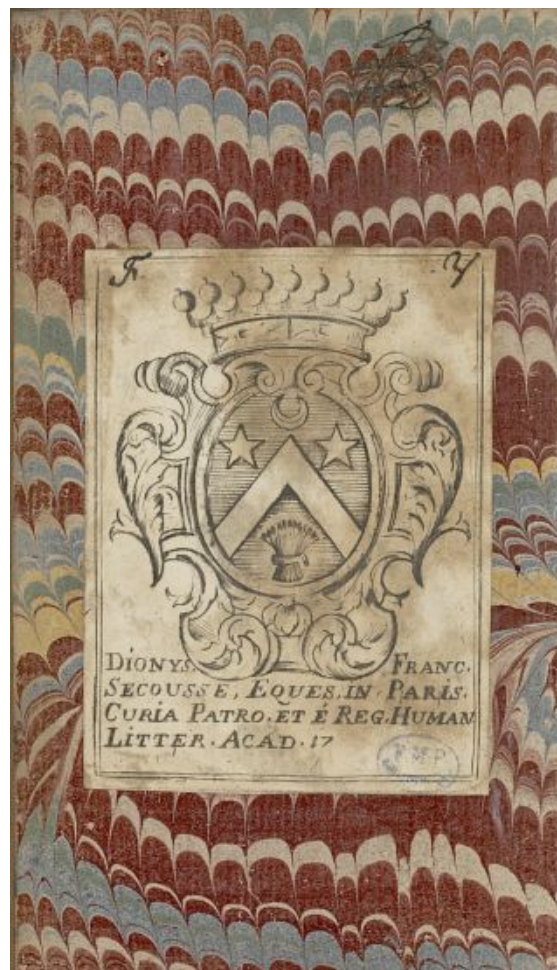 F Y
DIONYS. FRANC.
SECOUSSE, EQUES, IN PARIS.
CURIA PATRO. ET É REG. HUMAN
LITTER. ACAD. 17
F M P